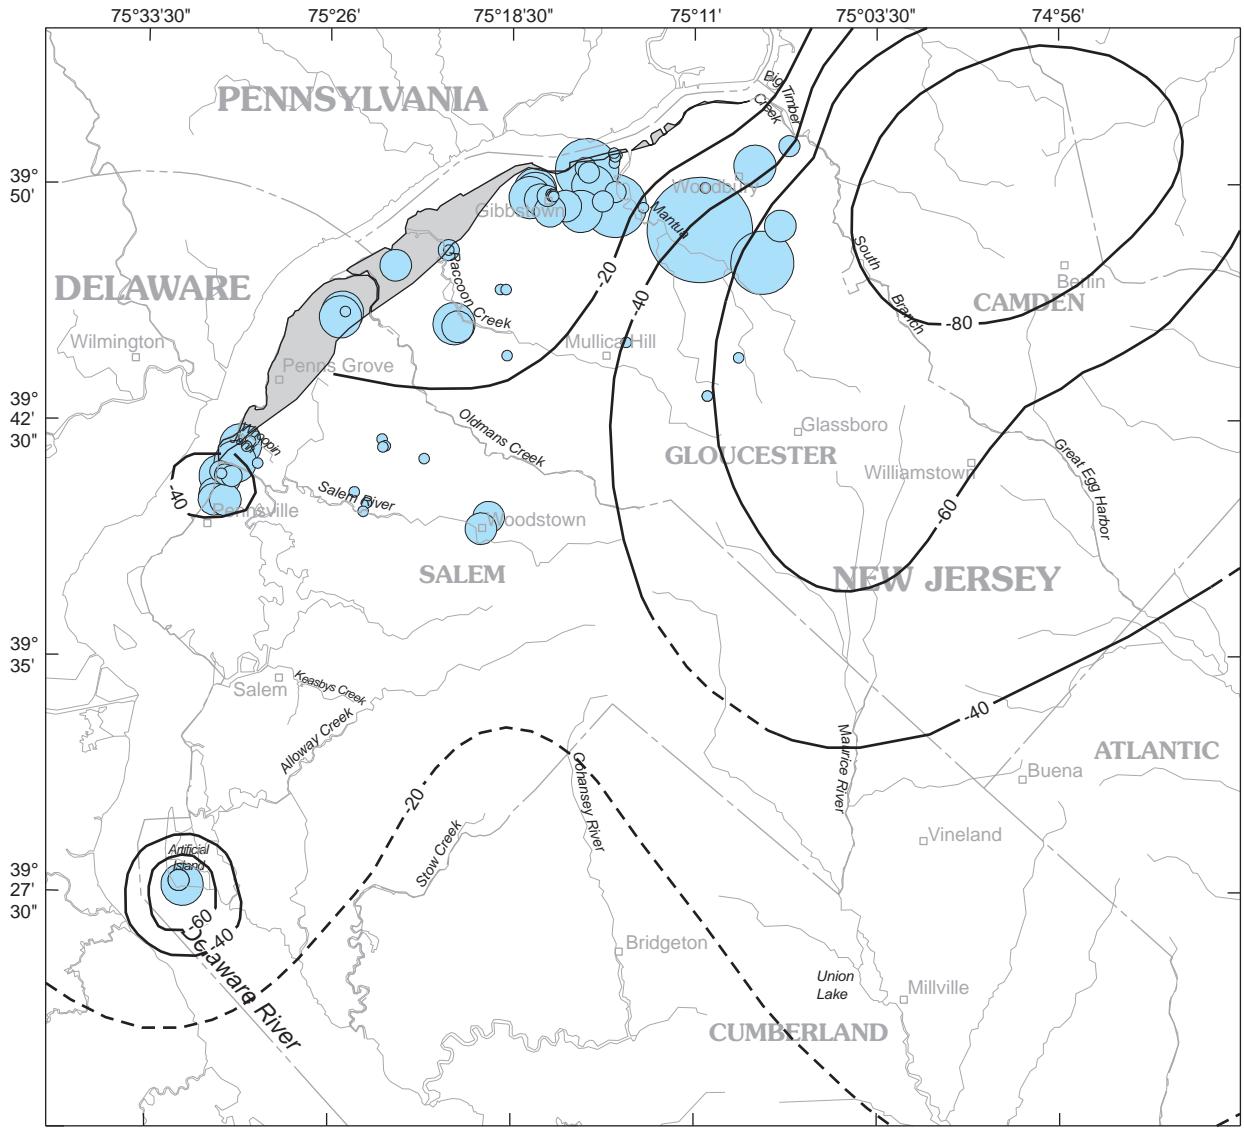 75°33'30" 75°26' 75°18'30" 75°11' 75°03'30" 74°56'
PENNSYLVANIA
Big Timber
Creek
39°
50'
Woodbury
Gibbstown
Mantua
-20
South
DELAWARE
Raccoon Creek
Berlin
CAMDEN
-40
Branch
-80
Wilmington
Mullica Hill
Penns Grove
39°
42'
30"
Oldmans Creek
Glassboro
Whoopin
John
GLOUCESTER
Williamstown
Great Egg Harbor
-40
Salem River
Pennsville
Woodstown
-60
SALEM
NEW JERSEY
39°
35'
Salem
Keasbys Creek
-40
Alloway Creek
Maurice River
ATLANTIC
Cohansey River
Buena
-20
Vineland
Stow Creek
Artificial
Island
39°
27'
30"
-60
-40
Delaware River
Bridgeton
Union
Lake
Millville
CUMBERLAND